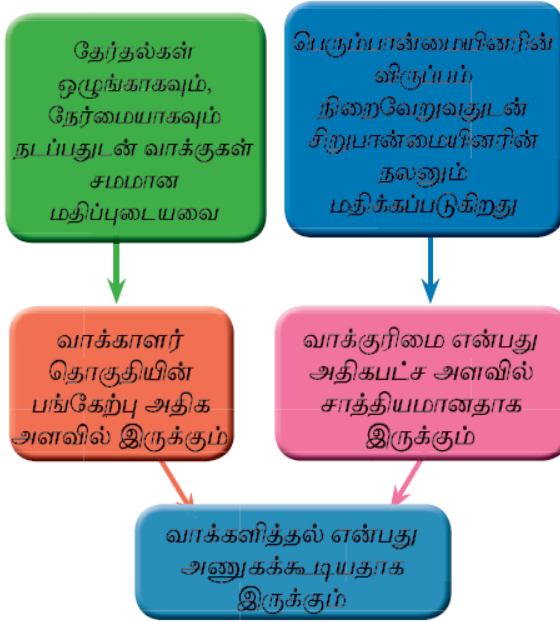 தேர்தல்கள்
ஒழுங்காகவும்,
நேர்மையாகவும்
நடப்பதுடன் வாக்குகள்
சமமான
மதிப்புடையவை
பெரும்பான்மையினரின்
விருப்பம்
நிறைவேறுவதுடன்
சிறுபான்மையினரின்
நலனும்
மதிக்கப்படுகிறது
வாக்காளர்
தொகுதியின்
பங்கேற்பு அதிக
அளவில் இருக்கும்
வாக்குரிமை என்பது
அதிகபட்ச அளவில்
சாத்தியமானதாக
இருக்கும்
வாக்களித்தல் என்பது
அணுகக்கூடியதாக
இருக்கும்